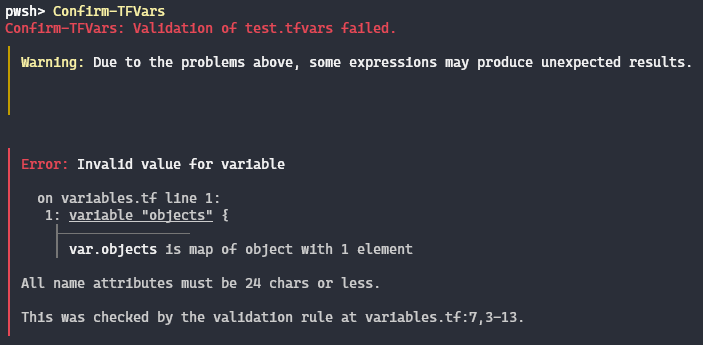 pwsh> Confirm-TFVars
Confirm-TFVars: Validation of test.tfvars failed.
Warning: Due to the problems above, some expressions may produce unexpected results.
Error: Invalid value for variable
on variables.tf line 1:
1: variable "objects" {
var.objects is map of object with 1 element
All name attributes must be 24 chars or less.
This was checked by the validation rule at variables.tf:7,3-13.